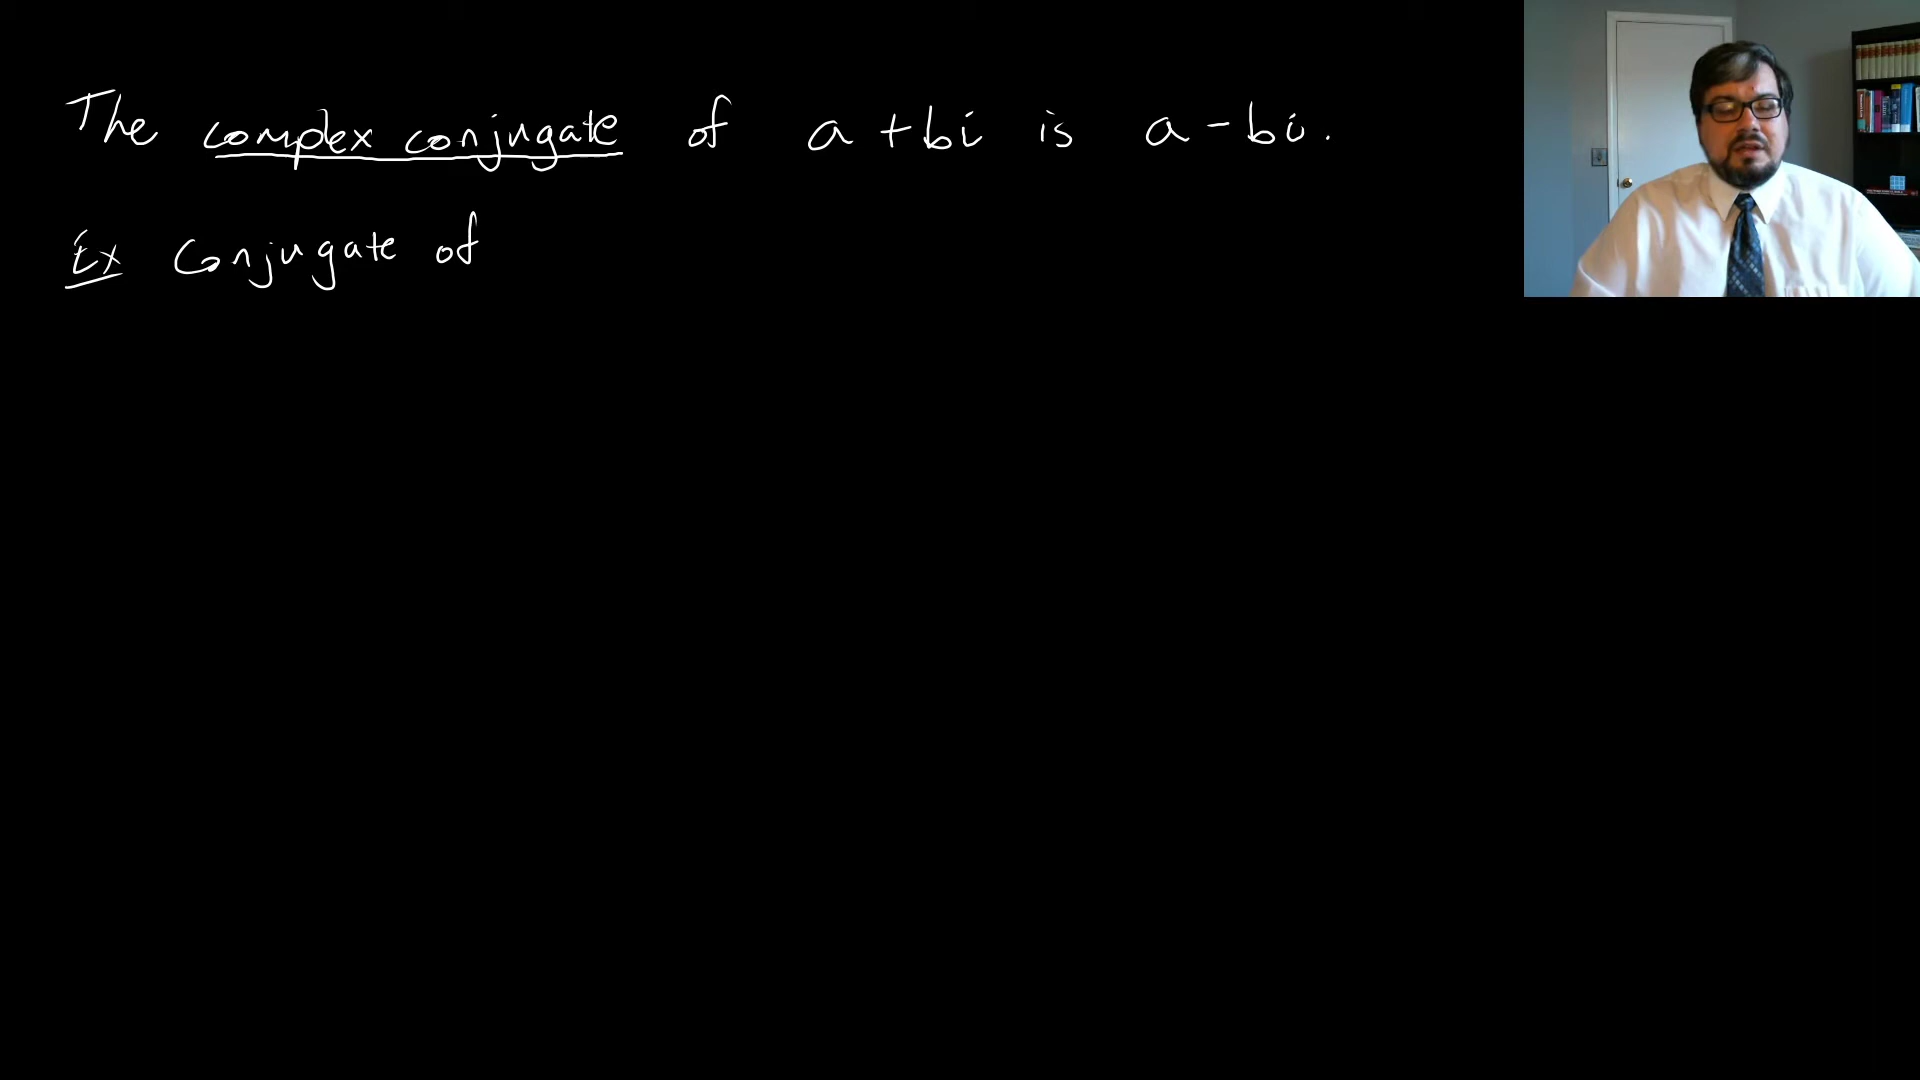 The complex conjugate of a + bi is a - bi.
Ex Conjugate of